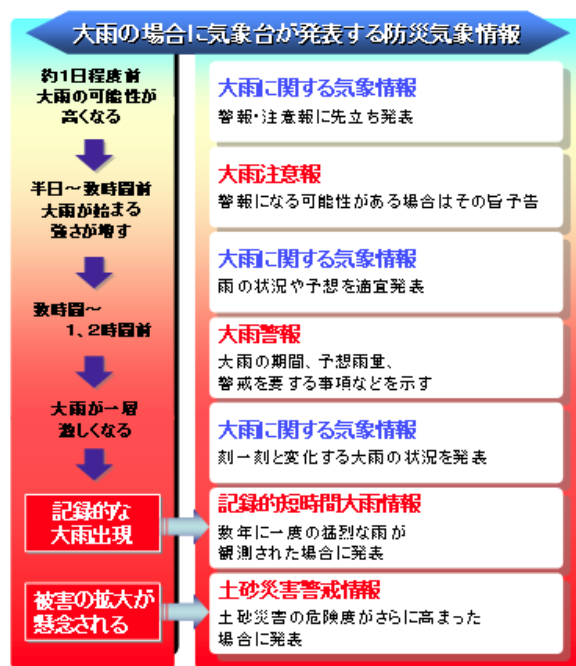 大雨の場合に気象台が発表する防災気象情報
約1日程度前
大雨の可能性が
高くなる
半日～数時間前
大雨が始まる
強さが増す
数時間～
1、2時間前
大雨が一層
激しくなる
記録的な
大雨出現
被害の拡大が
懸念される
大雨に関する気象情報
警報・注意報に先立ち発表
大雨注意報
警報になる可能性がある場合はその旨予告
大雨に関する気象情報
雨の状況や予想を適宜発表
大雨警報
大雨の期間、予想雨量、
警戒を要する事項などを示す
大雨に関する気象情報
刻一刻と変化する大雨の状況を発表
記録的短時間大雨情報
数年に一度の猛烈な雨が
観測された場合に発表
土砂災害警戒情報
土砂災害の危険度がさらに高まった
場合に発表